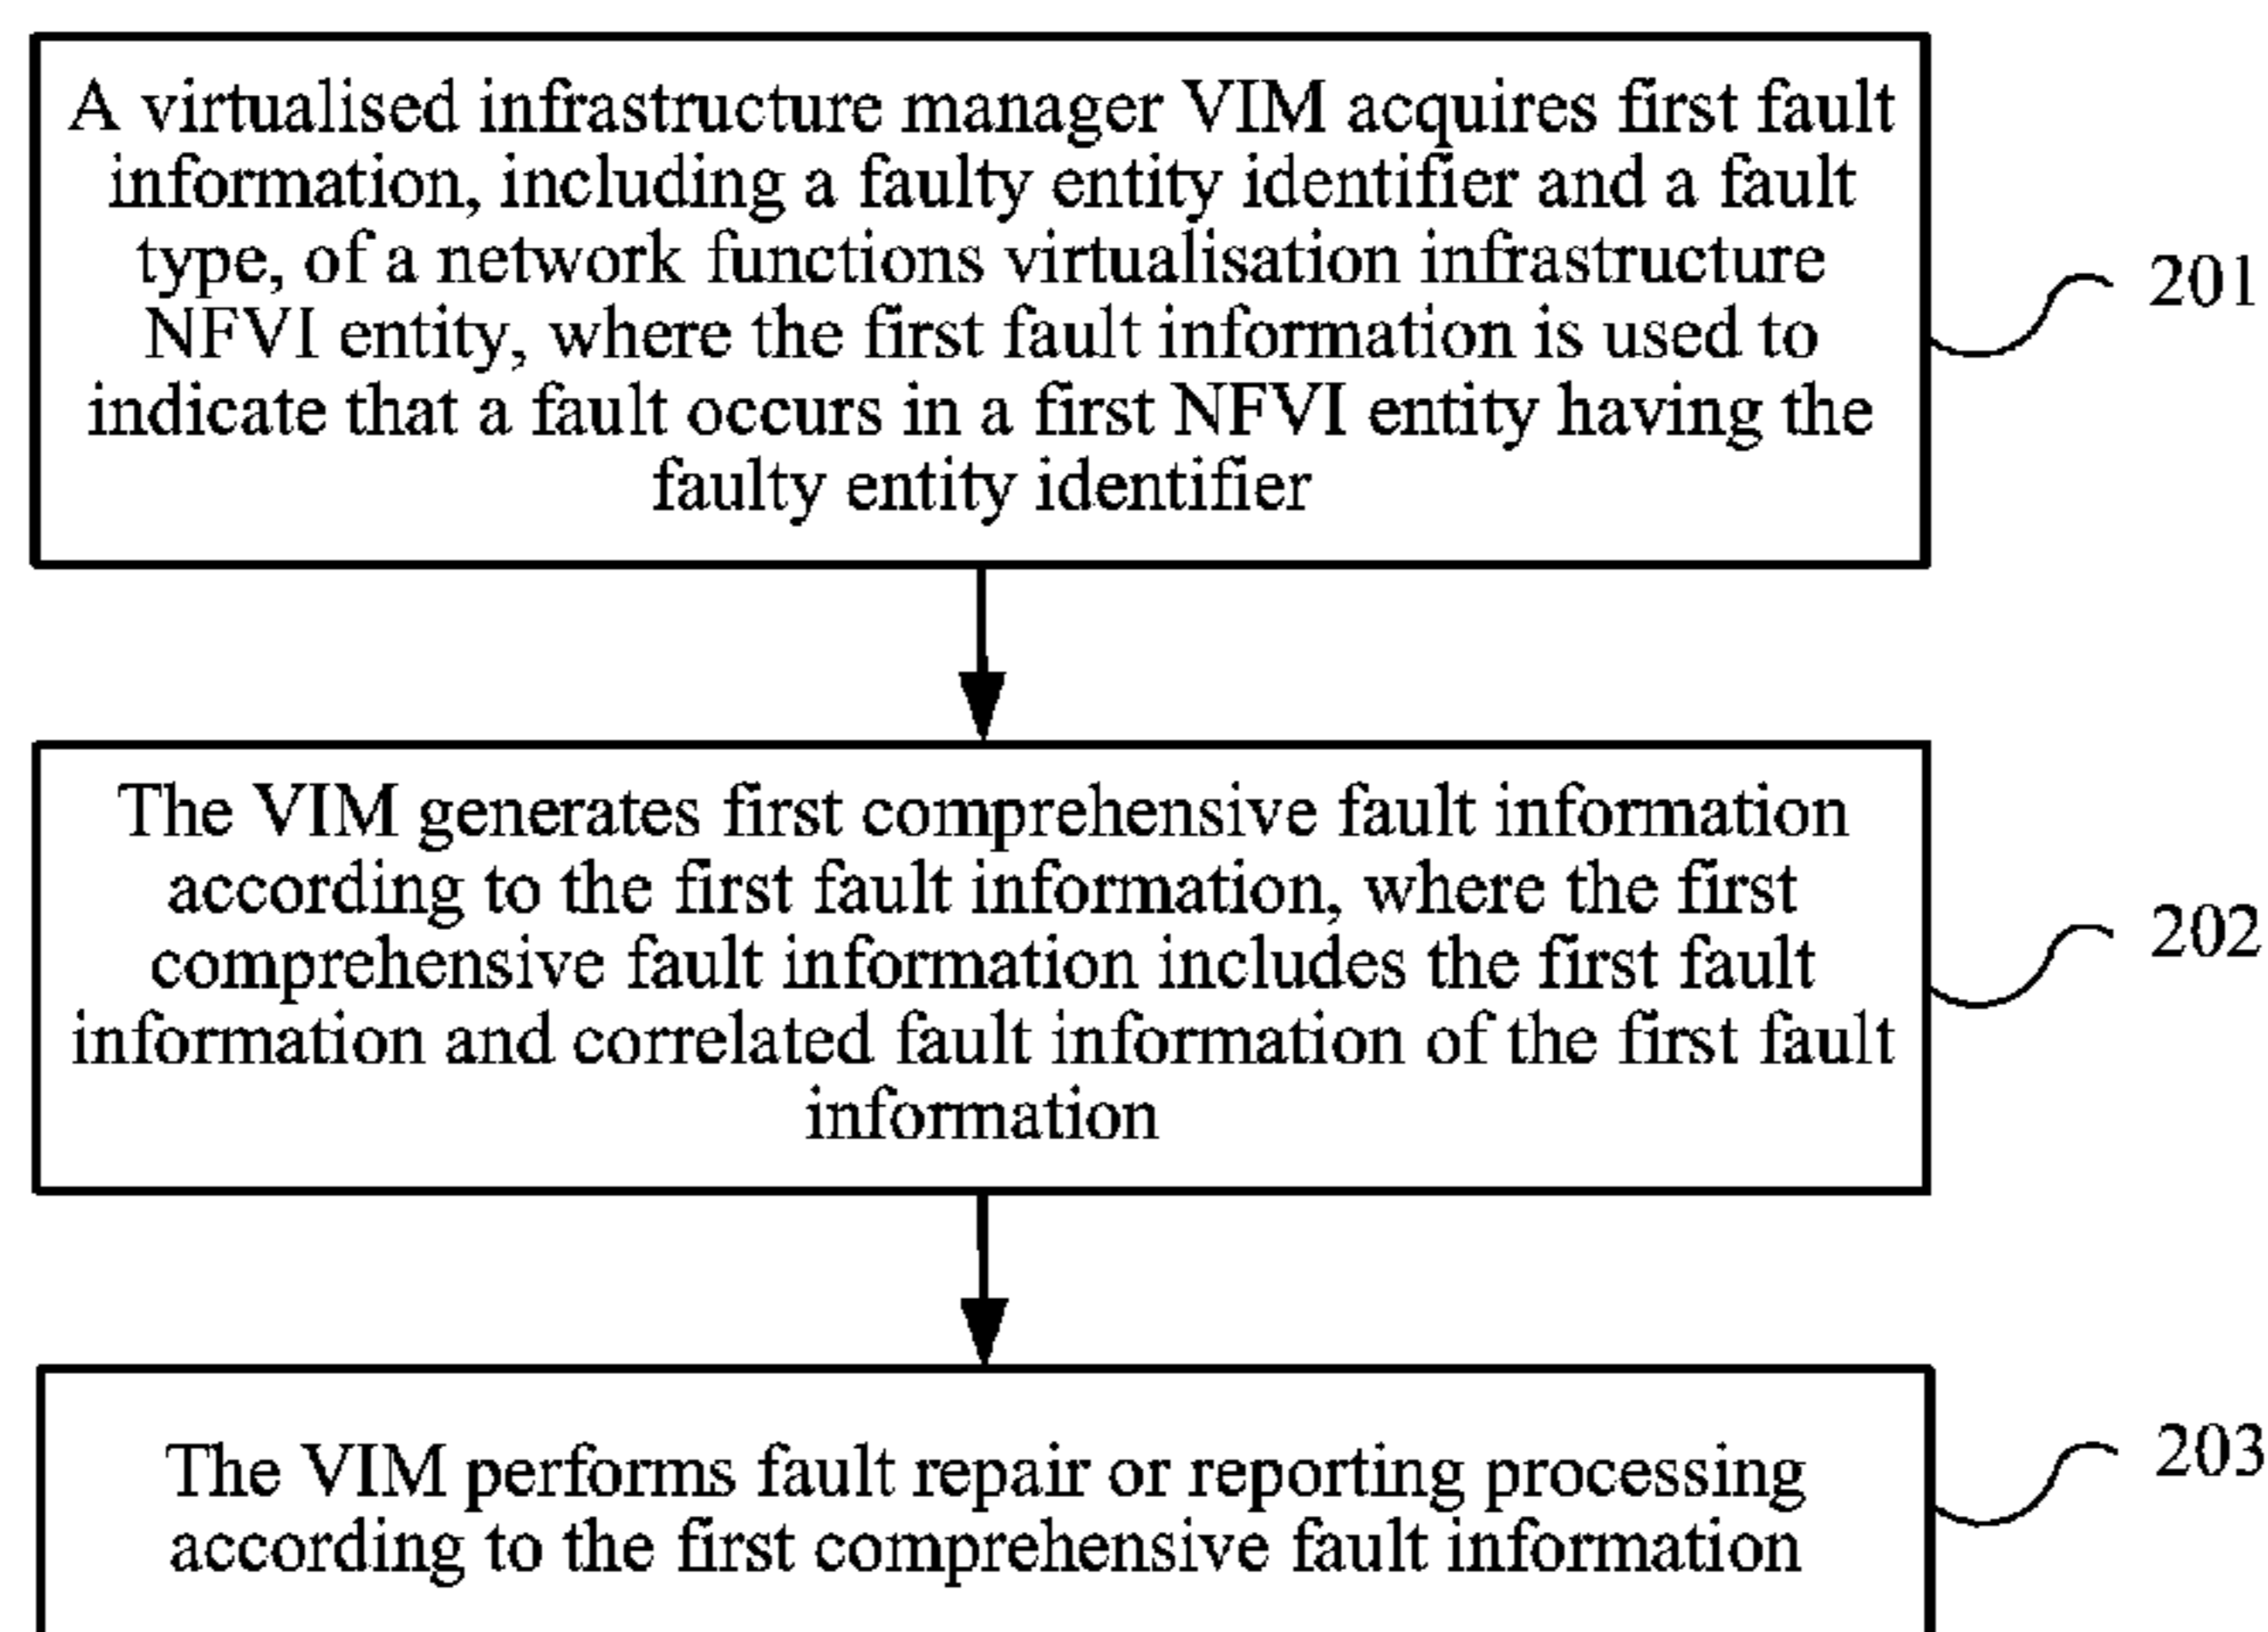 A virtualised infrastructure manager VIM acquires first fault
information, including a faulty entity identifier and a fault
type, of a network functions virtualisation infrastructure
NFVI entity, where the first fault information is used to
indicate that a fault occurs in a first NFVI entity having the
faulty entity identifier
201
The VIM generates first comprehensive fault information
according to the first fault information, where the first
comprehensive fault information includes the first fault
information and correlated fault information of the first fault
information
202
The VIM performs fault repair or reporting processing
according to the first comprehensive fault information
203